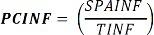 PCINF = (SPAINF / TINF)